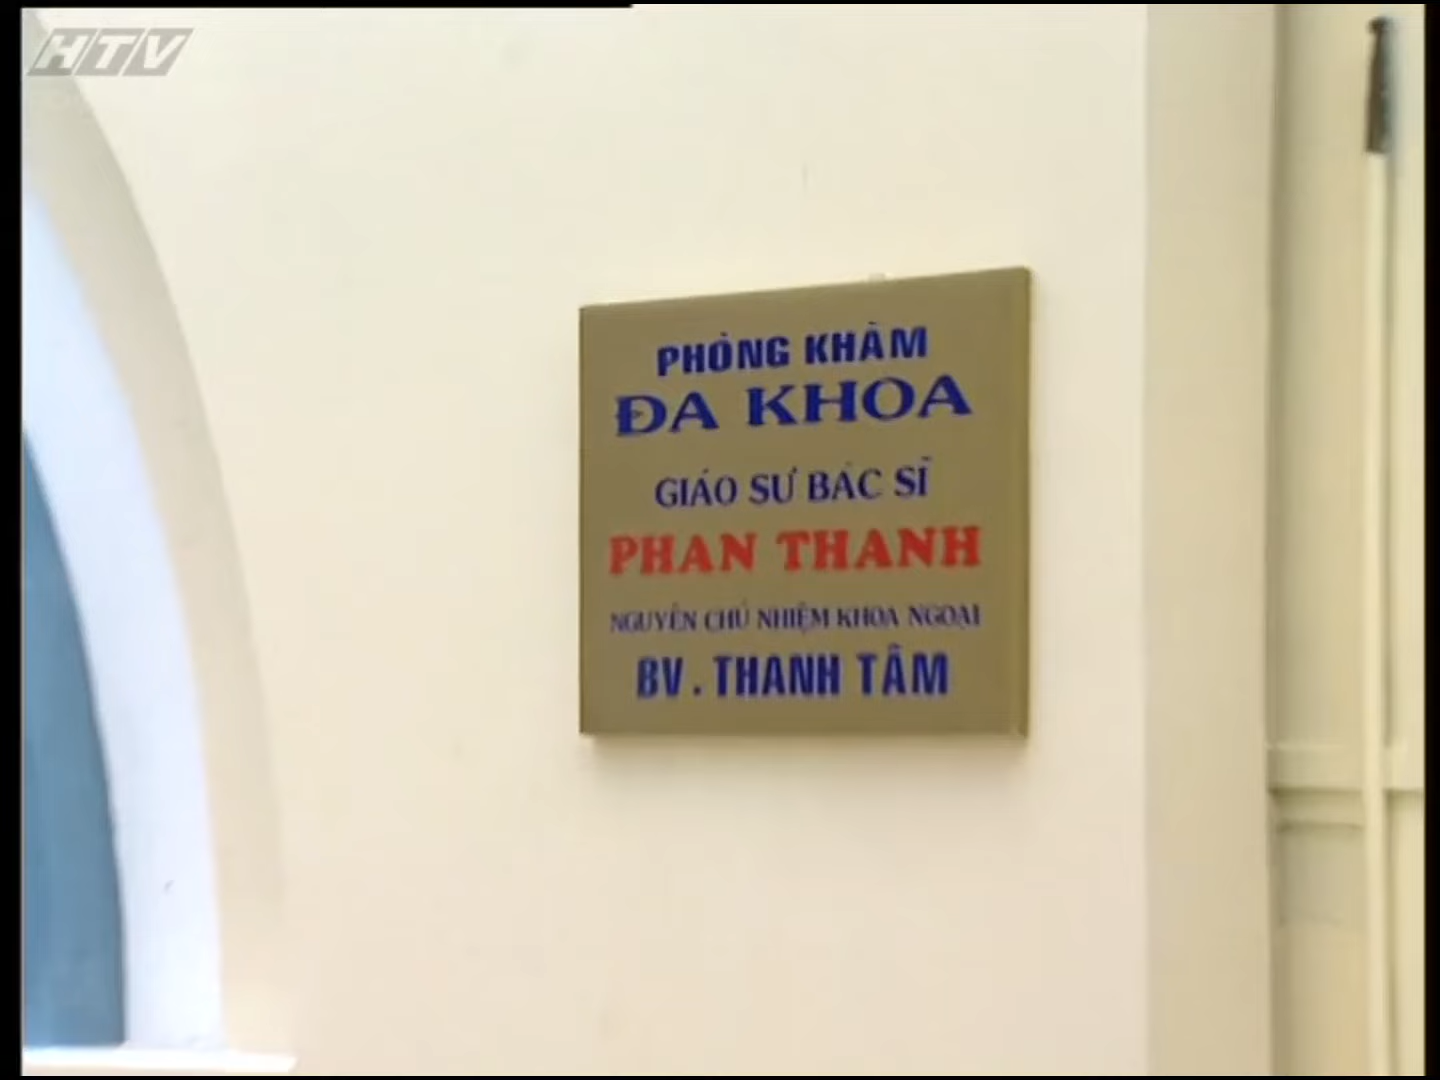 HTV
PHÒNG KHÁM
ĐA KHOA
GIÁO SƯ BÁC SĨ
PHAN THANH
NGUYÊN CHỦ NHIỆM KHOA NGOẠI
BV. THANH TÂM